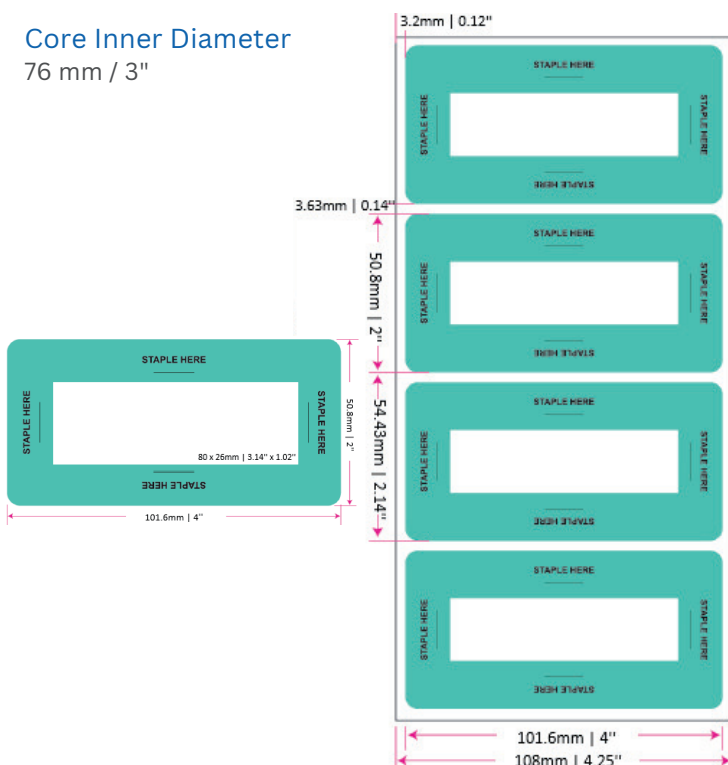 Core Inner Diameter
76 mm / 3"
3.2mm | 0.12"
STAPLE HERE
STAPLE HERE
STAPLE HERE
STAPLE HERE
3.63mm | 0.14"
STAPLE HERE
STAPLE HERE
STAPLE HERE
STAPLE HERE
50.8mm | 2"
STAPLE HERE
STAPLE HERE
STAPLE HERE
80 x 26mm | 3.14" x 1.02"
STAPLE HERE
50.8mm | 2"
101.6mm | 4"
54.43mm | 2.14"
STAPLE HERE
STAPLE HERE
STAPLE HERE
STAPLE HERE
STAPLE HERE
STAPLE HERE
STAPLE HERE
STAPLE HERE
101.6mm | 4"
108mm | 4.25"